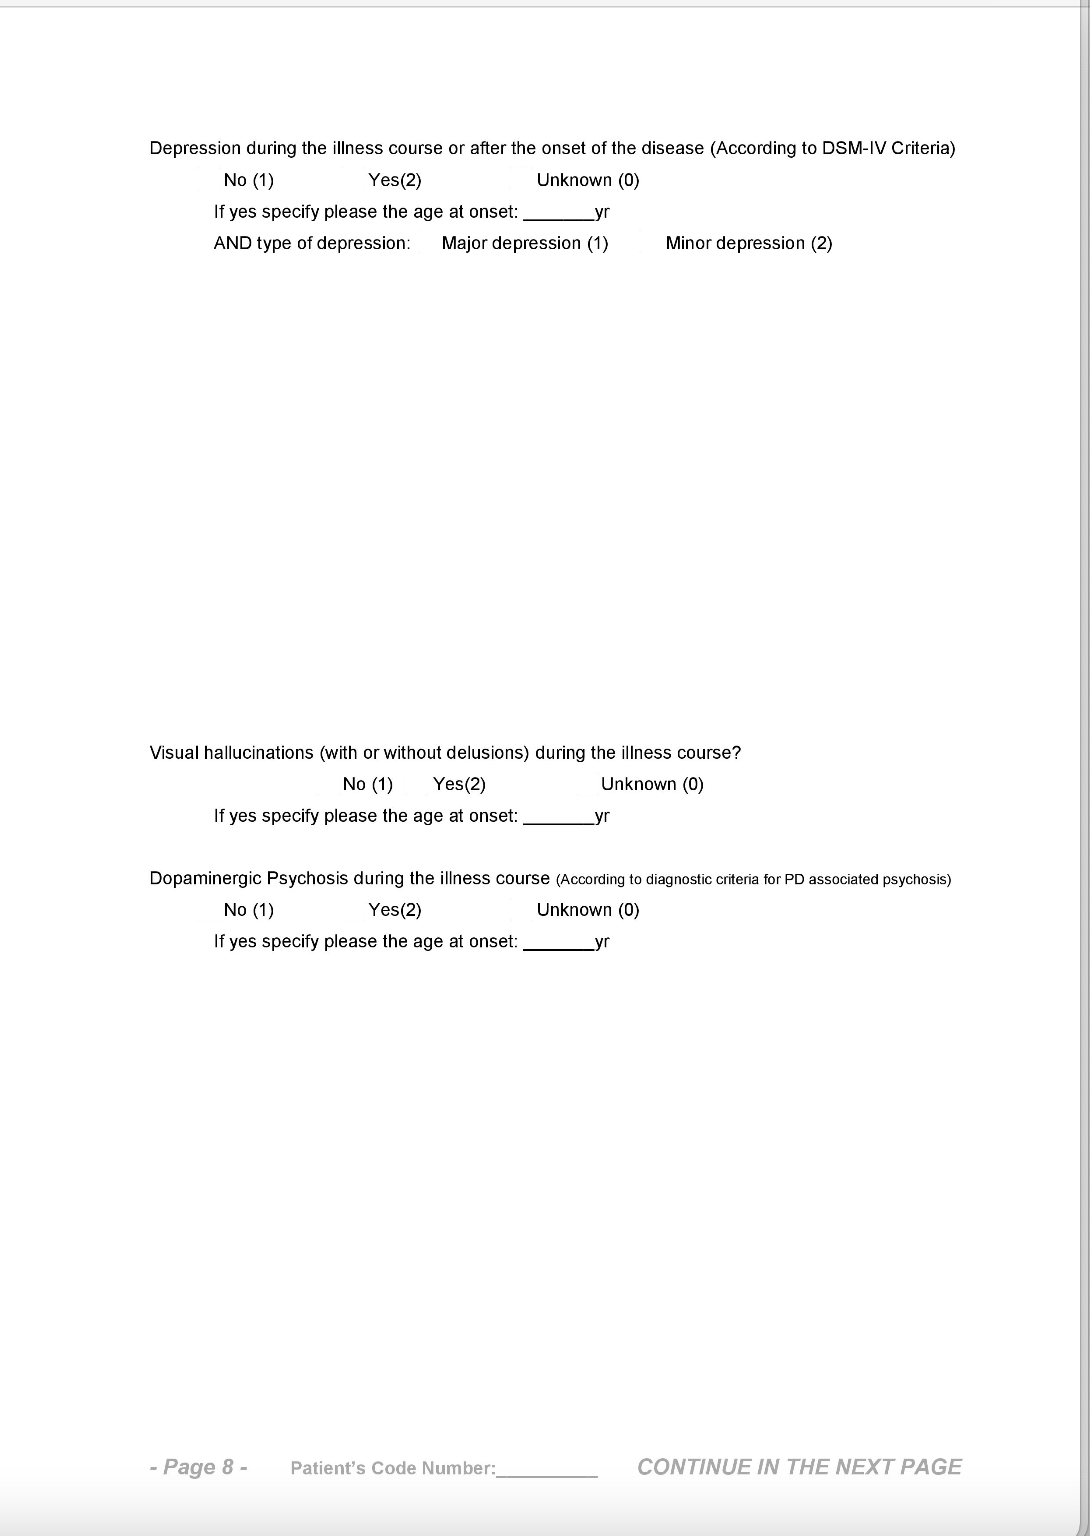 Depression during the illness course or after the onset of the disease (According to DSM-IV Criteria)
No (1) Yes(2) Unknown (0)
If yes specify please the age at onset: _______yr
AND type of depression: Major depression (1) Minor depression (2)
Visual hallucinations (with or without delusions) during the illness course?
No (1) Yes(2) Unknown (0)
If yes specify please the age at onset: _______yr
Dopaminergic Psychosis during the illness course (According to diagnostic criteria for PD associated psychosis)
No (1) Yes(2) Unknown (0)
If yes specify please the age at onset: _______yr
- Page 8 - Patient's Code Number:__________ CONTINUE IN THE NEXT PAGE